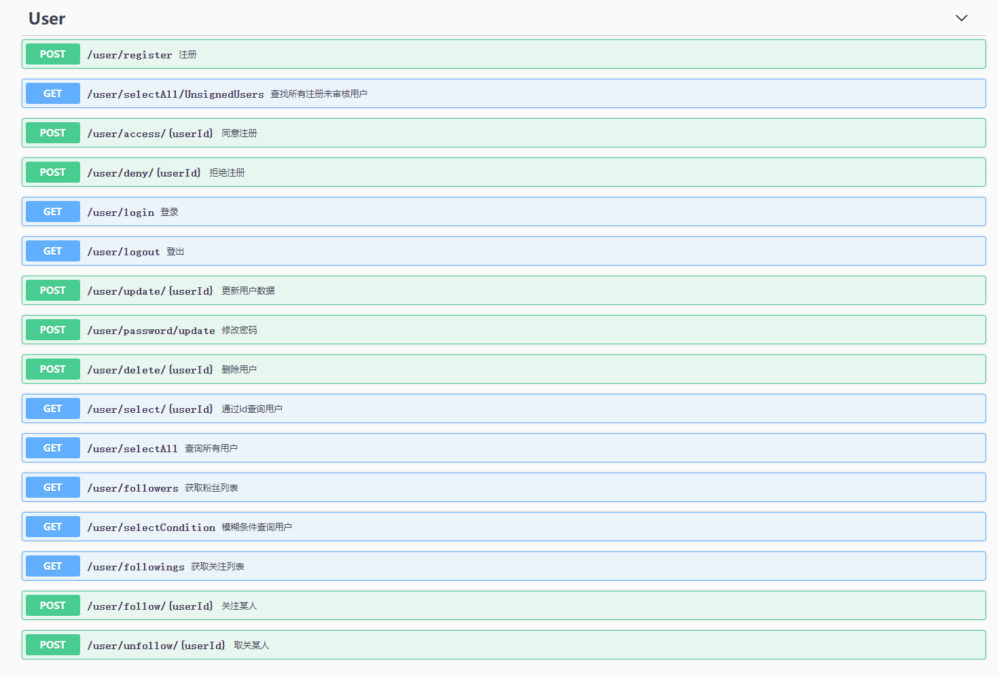 User
POST /user/register 注册
GET /user/selectAll/UnsignedUsers 查找所有注册未审核用户
POST /user/access/{userId} 同意注册
POST /user/deny/{userId} 拒绝注册
GET /user/login 登录
GET /user/logout 登出
POST /user/update/{userId} 更新用户数据
POST /user/password/update 修改密码
POST /user/delete/{userId} 删除用户
GET /user/select/{userId} 通过id查询用户
GET /user/selectAll 查询所有用户
GET /user/followers 获取粉丝列表
GET /user/selectCondition 模糊条件查询用户
GET /user/followings 获取关注列表
POST /user/follow/{userId} 关注某人
POST /user/unfollow/{userId} 取关某人